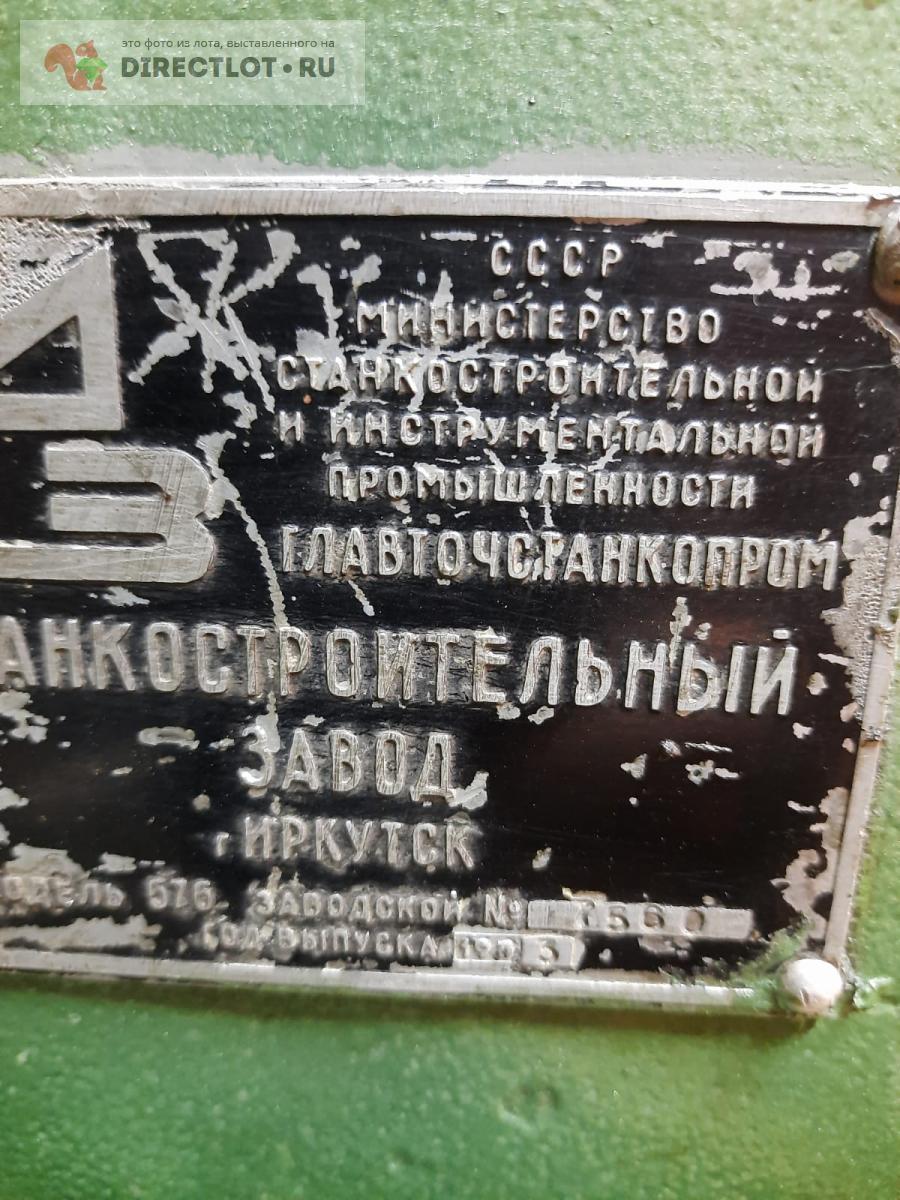 это фото из лота, выставленного на
DIRECTLOT.RU
СССР
МИНИСТЕРСТВО
СТАНКОСТРОИТЕЛЬНОЙ
И ИНСТРУМЕНТАЛЬНОЙ
ПРОМЫШЛЕННОСТИ
ГЛАВТОЧСТАНКОПРОМ
З
АНКОСТРОИТЕЛЬНЫЙ
ЗАВОД
г ИРКУТСК
ОДЕЛЬ 676 ЗАВОДСКОЙ №
ГОД ВЫПУСКА